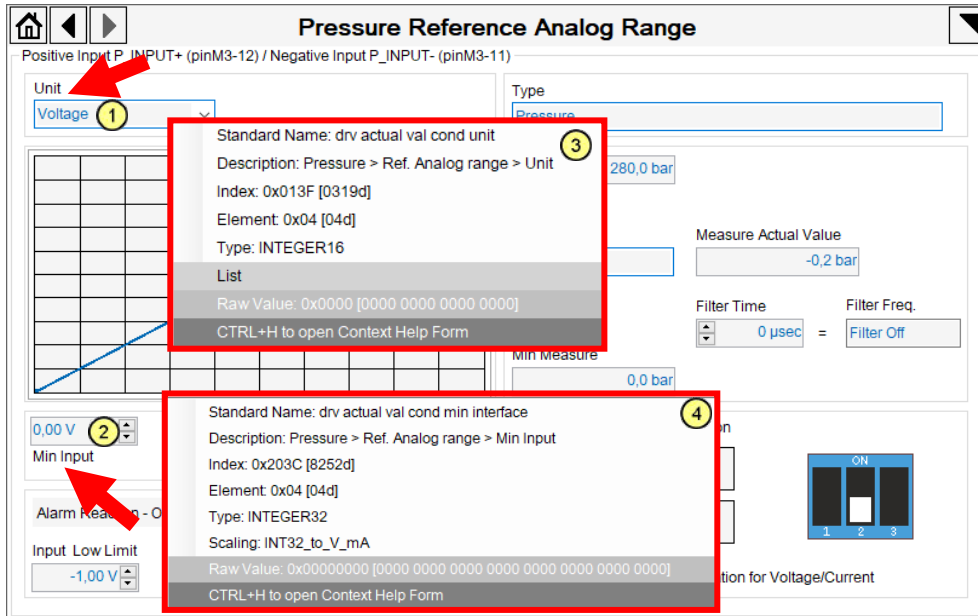 Pressure Reference Analog Range
Positive Input P_INPUT+ (pinM3-12) / Negative Input P_INPUT- (pinM3-11)
Unit
Voltage
1
Type
Pressure
Standard Name: drv actual val cond unit
3
Description: Pressure > Ref. Analog range > Unit
Index: 0x013F [0319d]
Element: 0x04 [04d]
Type: INTEGER16
List
Raw Value: 0x0000 [0000 0000 0000 0000]
CTRL+H to open Context Help Form
280,0 bar
Measure Actual Value
-0,2 bar
Filter Time
Filter Freq.
0 µsec
=
Filter Off
Min Measure
0,0 bar
0,00 V
2
Min Input
Standard Name: drv actual val cond min interface
4
Description: Pressure > Ref. Analog range > Min Input
Index: 0x203C [8252d]
Element: 0x04 [04d]
Type: INTEGER32
Scaling: INT32_to_V_mA
Raw Value: 0x00000000 [0000 0000 0000 0000 0000 0000 0000 0000]
CTRL+H to open Context Help Form
ON
1 2 3
Alarm - O
Input Low Limit
-1,00 V
for Voltage/Current